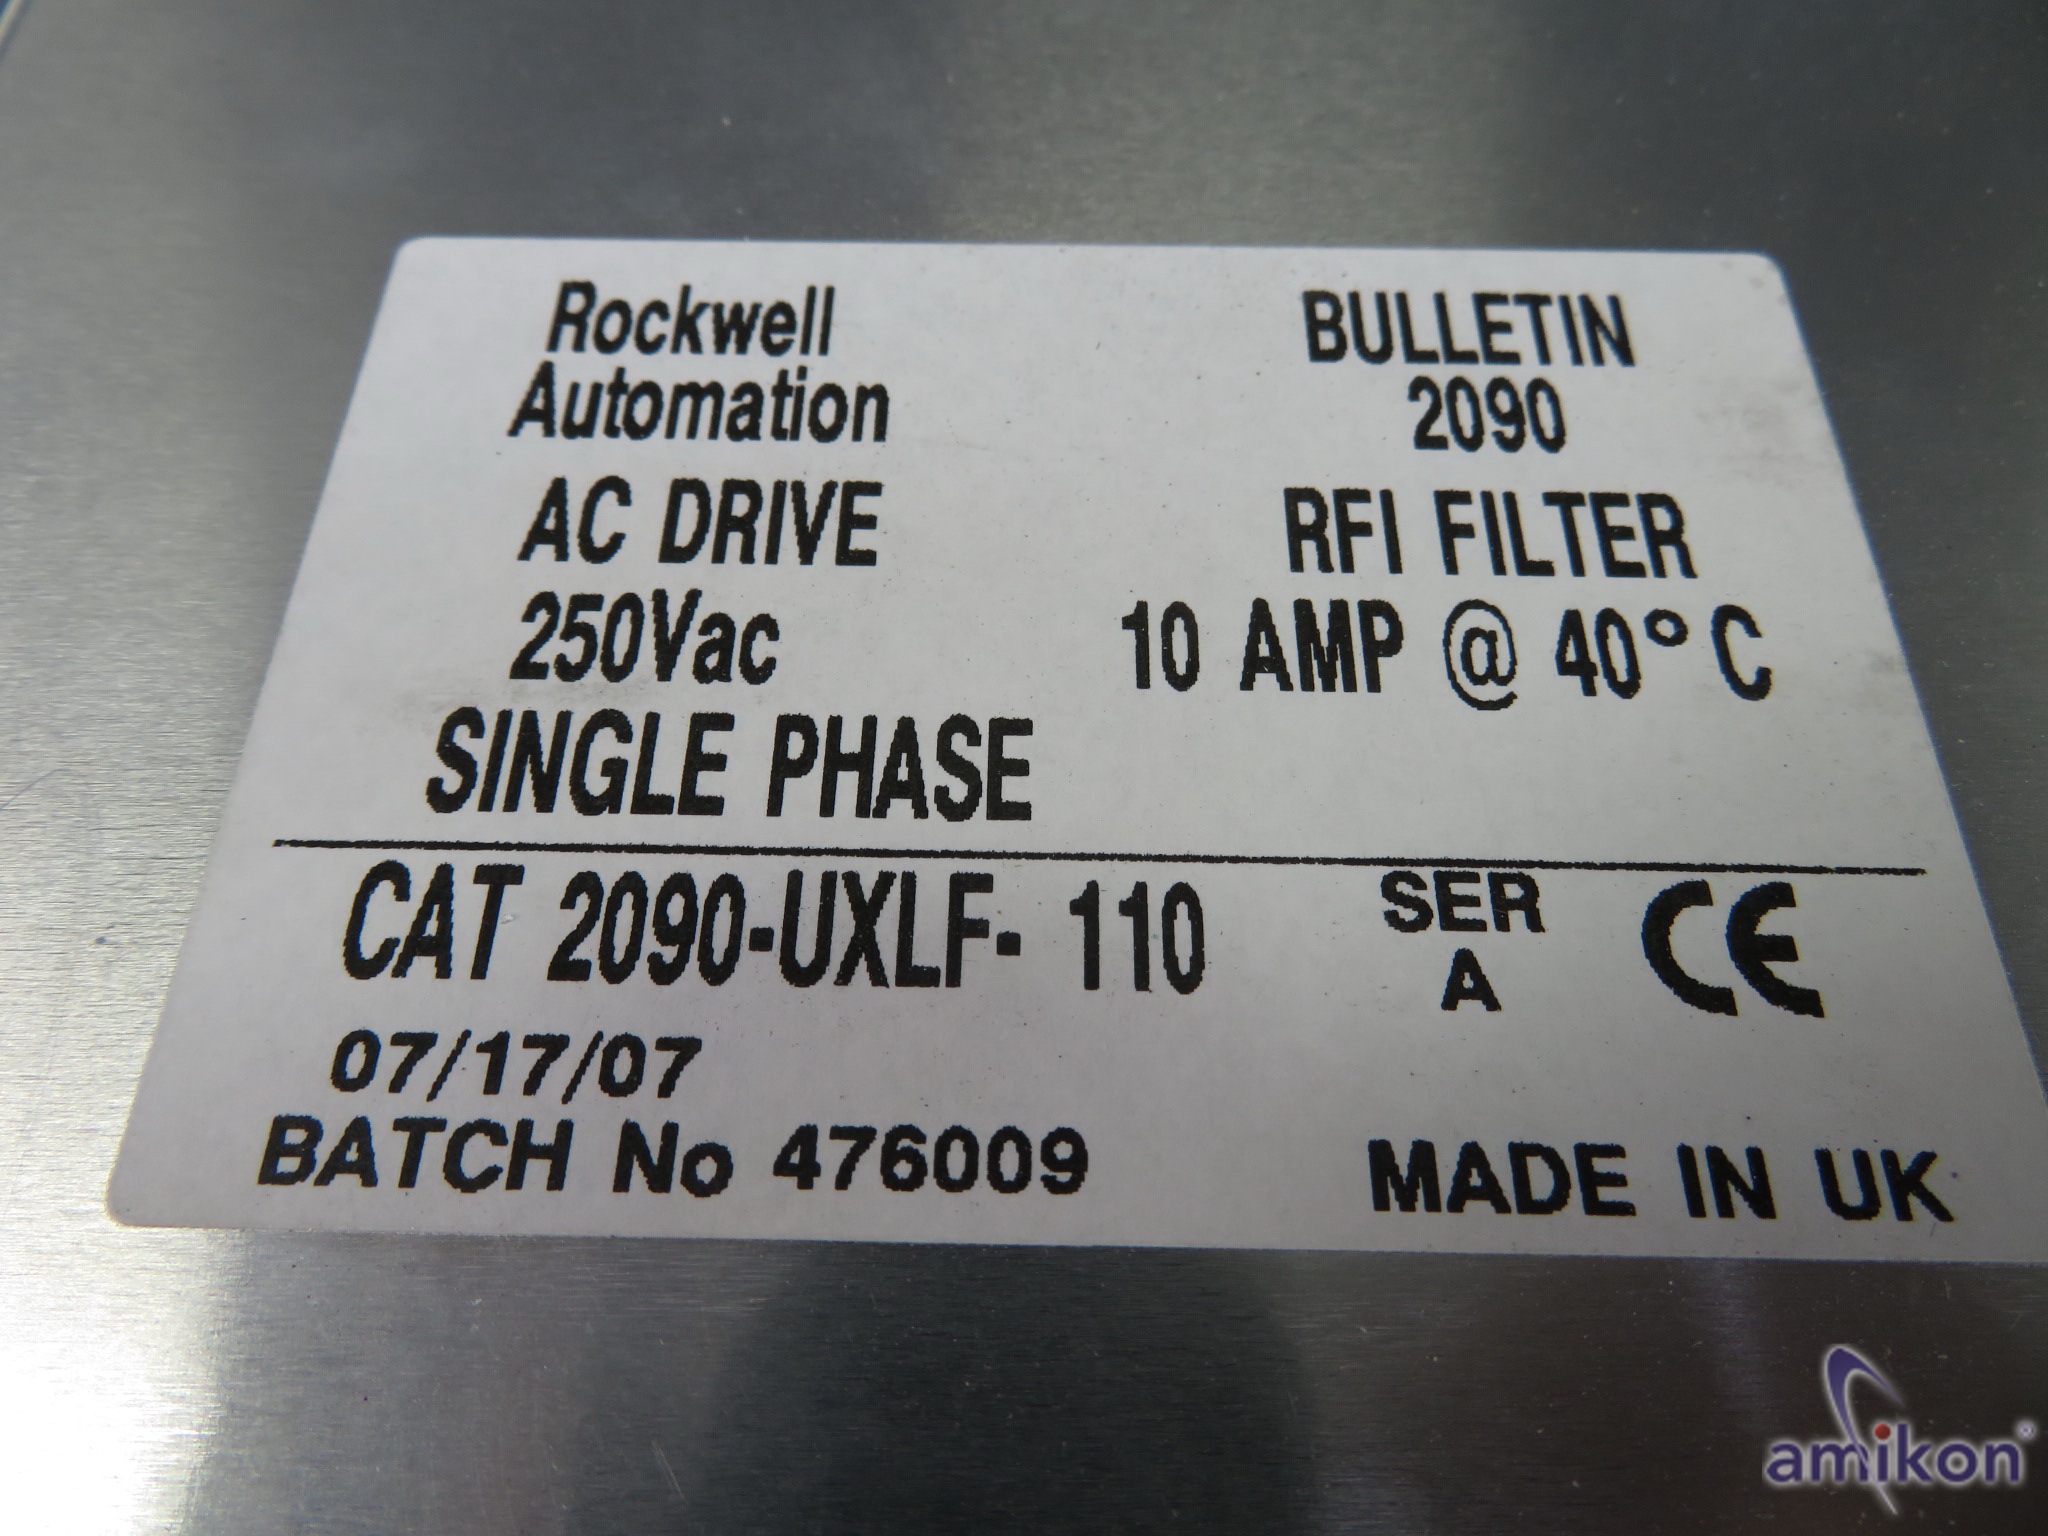 Rockwell
Automation
BULLETIN
2090
AC DRIVE RFI FILTER
250Vac 10 AMP @ 40° C
SINGLE PHASE
CAT 2090-UXLF- 110 SER A CE
07/17/07
BATCH No 476009 MADE IN UK
amikon®